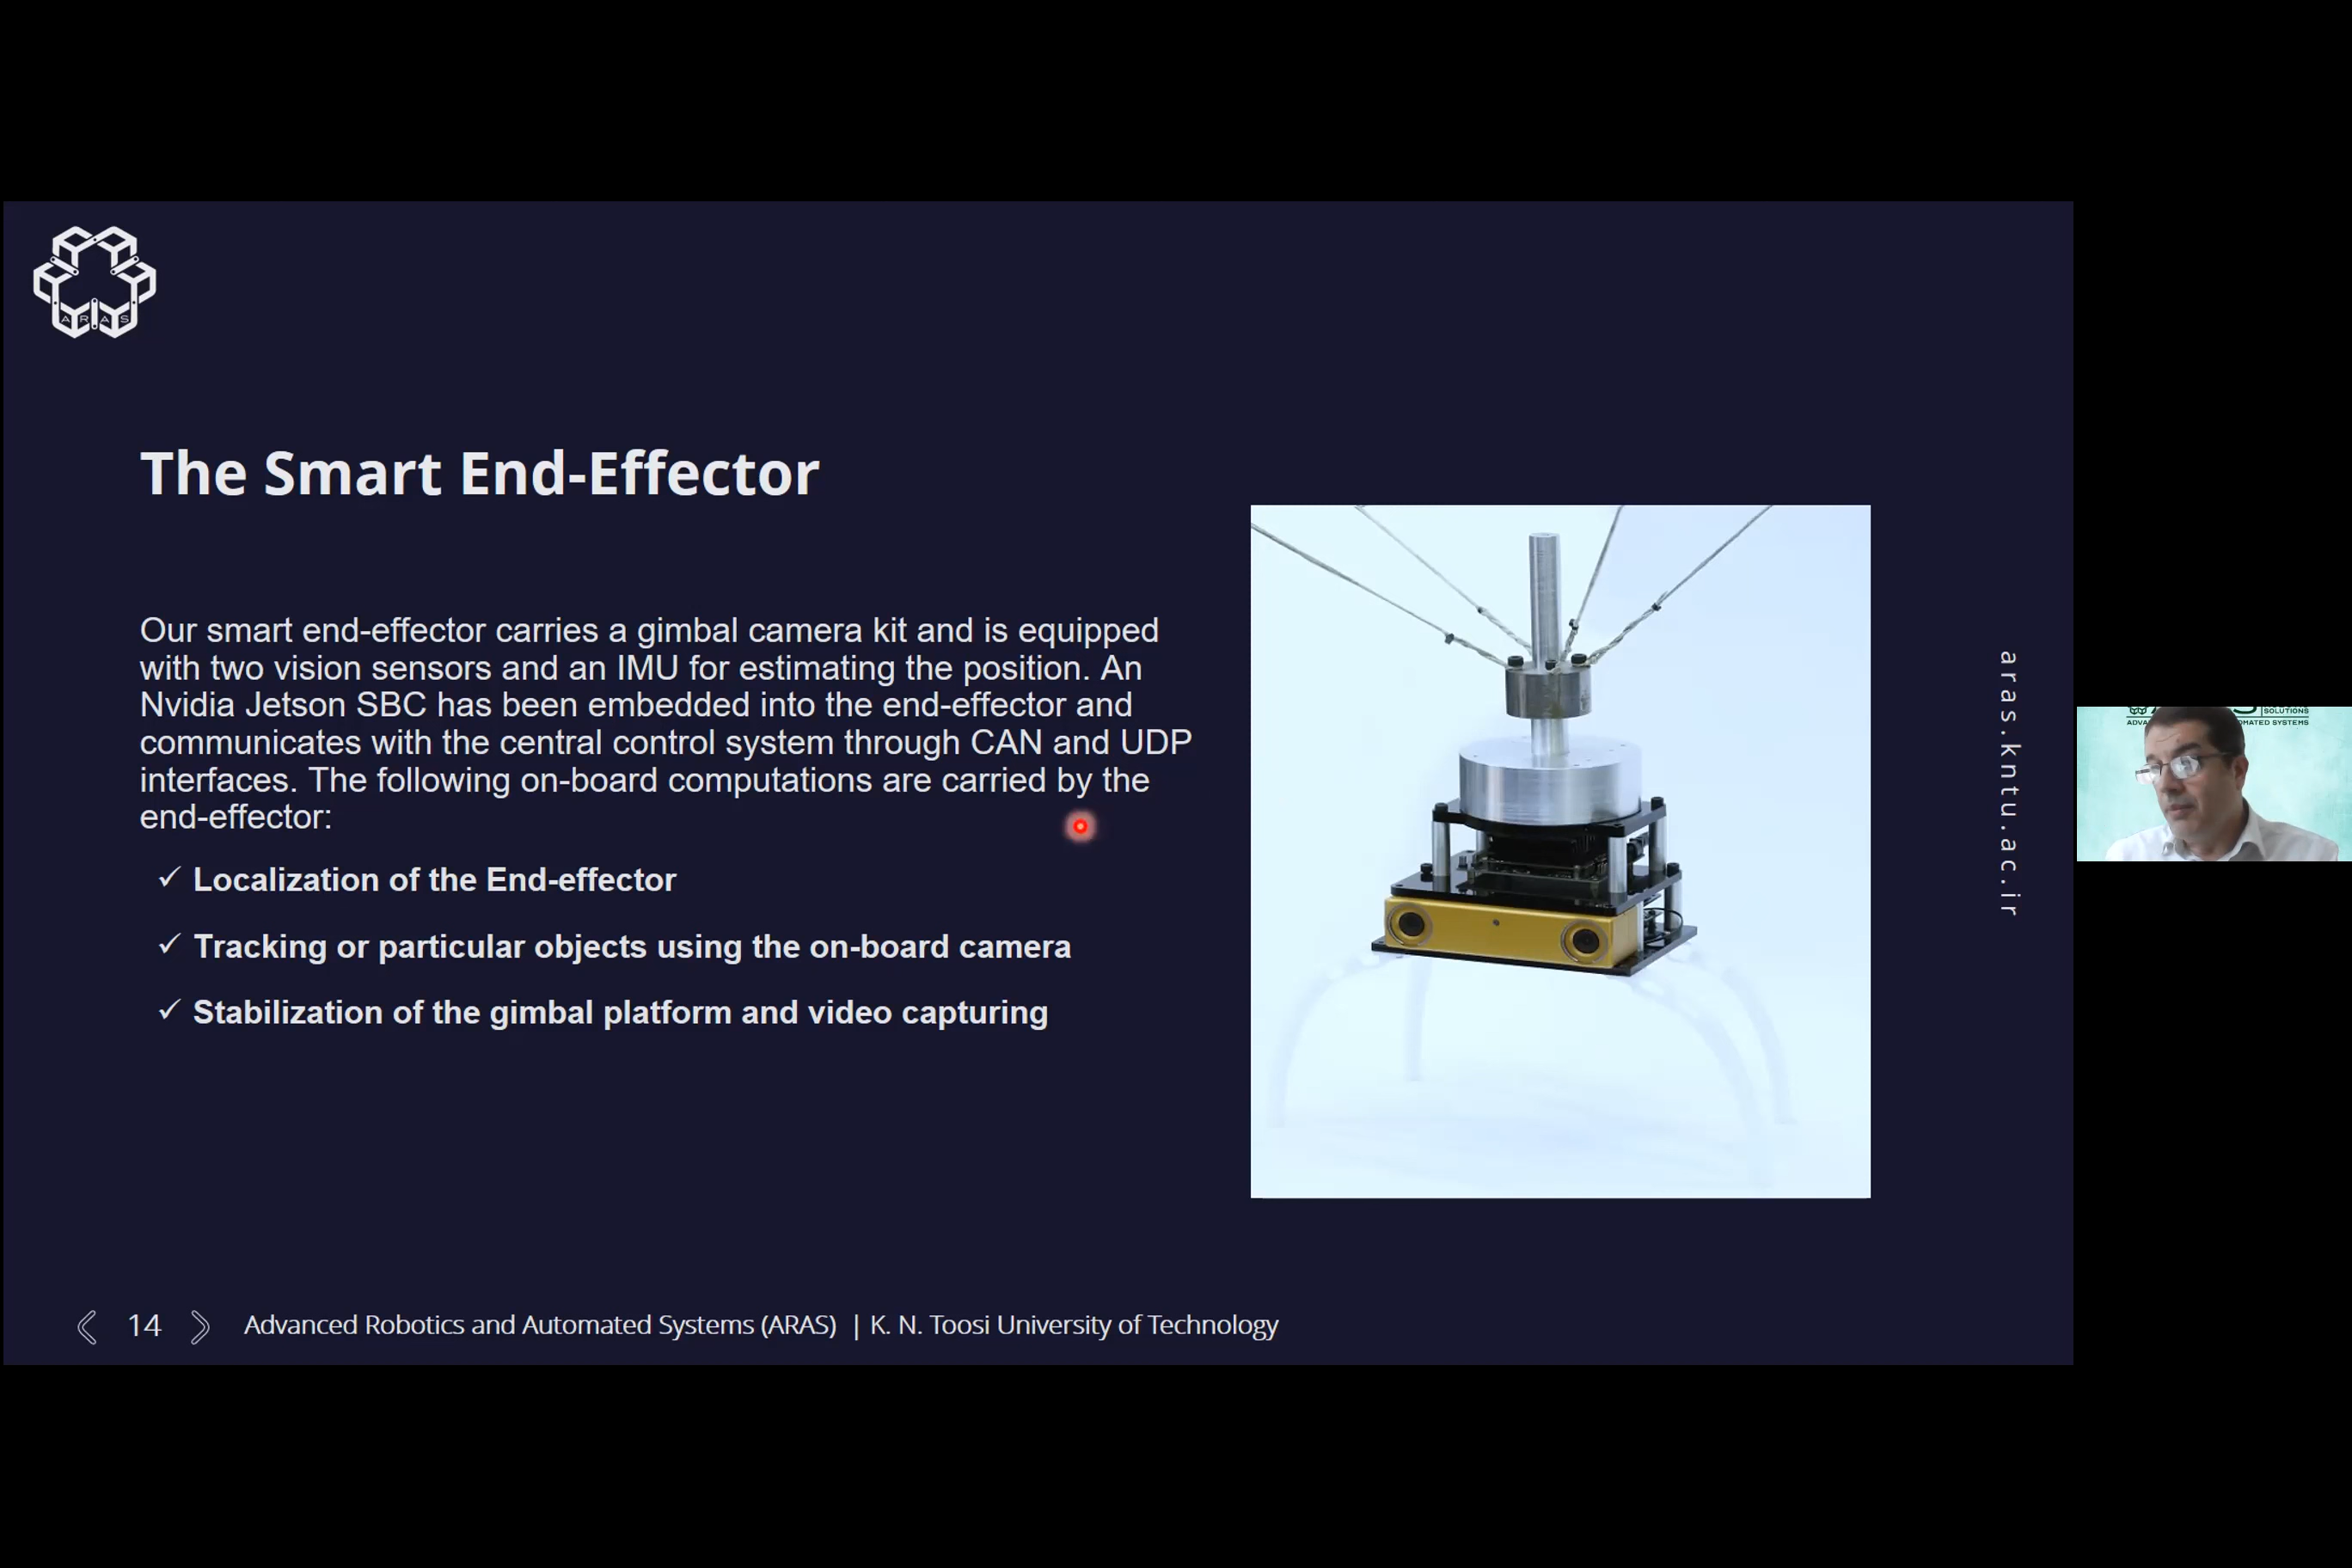 ARAS
The Smart End-Effector
Our smart end-effector carries a gimbal camera kit and is equipped
with two vision sensors and an IMU for estimating the position. An
Nvidia Jetson SBC has been embedded into the end-effector and
communicates with the central control system through CAN and UDP
interfaces. The following on-board computations are carried by the
end-effector:
✓ Localization of the End-effector
✓ Tracking or particular objects using the on-board camera
✓ Stabilization of the gimbal platform and video capturing
aras.kntu.ac.ir
SOLUTIONS
14
Advanced Robotics and Automated Systems (ARAS) | K. N. Toosi University of Technology